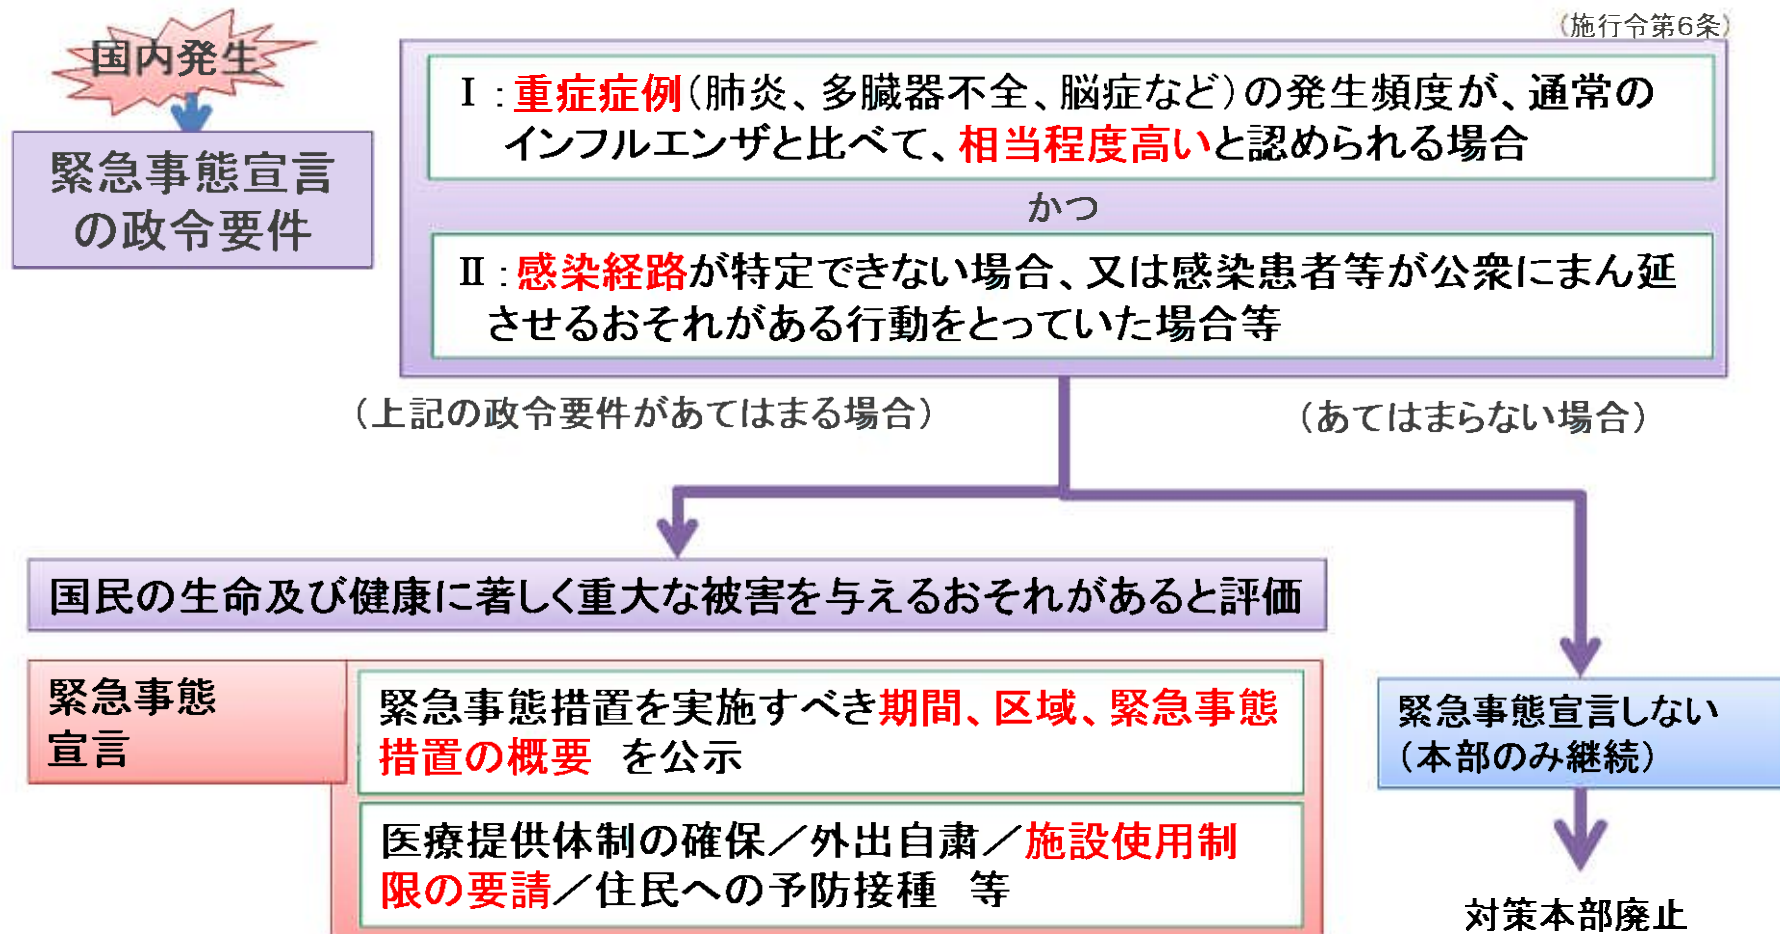 (施行令第6条)
国内発生
緊急事態宣言
の政令要件
Ⅰ:重症症例(肺炎、多臓器不全、脳症など)の発生頻度が、通常の
インフルエンザと比べて、相当程度高いと認められる場合
かつ
Ⅱ:感染経路が特定できない場合、又は感染患者等が公衆にまん延
させるおそれがある行動をとっていた場合等
(上記の政令要件があてはまる場合)
(あてはまらない場合)
国民の生命及び健康に著しく重大な被害を与えるおそれがあると評価
緊急事態
宣言
緊急事態措置を実施すべき期間、区域、緊急事態
措置の概要 を公示
医療提供体制の確保/外出自粛/施設使用制
限の要請/住民への予防接種 等
緊急事態宣言しない
(本部のみ継続)
対策本部廃止